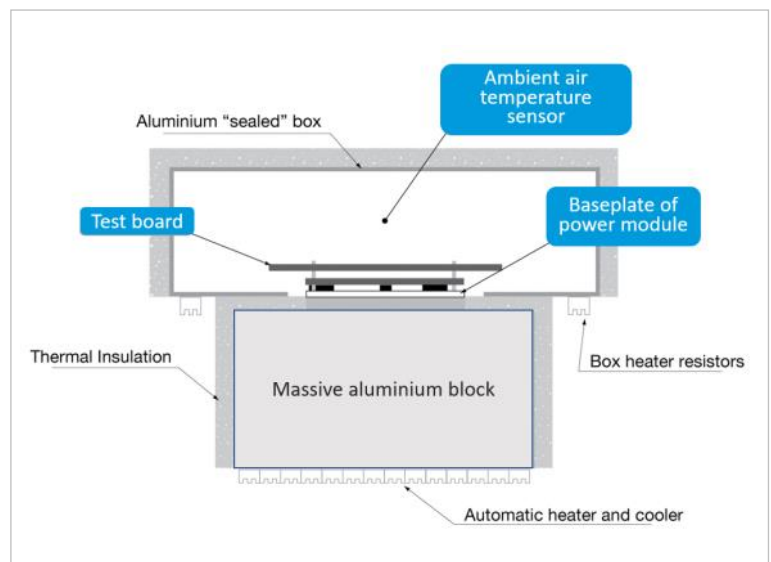 Ambient air
temperature
sensor
Aluminium “sealed” box
Test board
Baseplate of
power module
Thermal Insulation
Box heater resistors
Massive aluminium block
Automatic heater and cooler